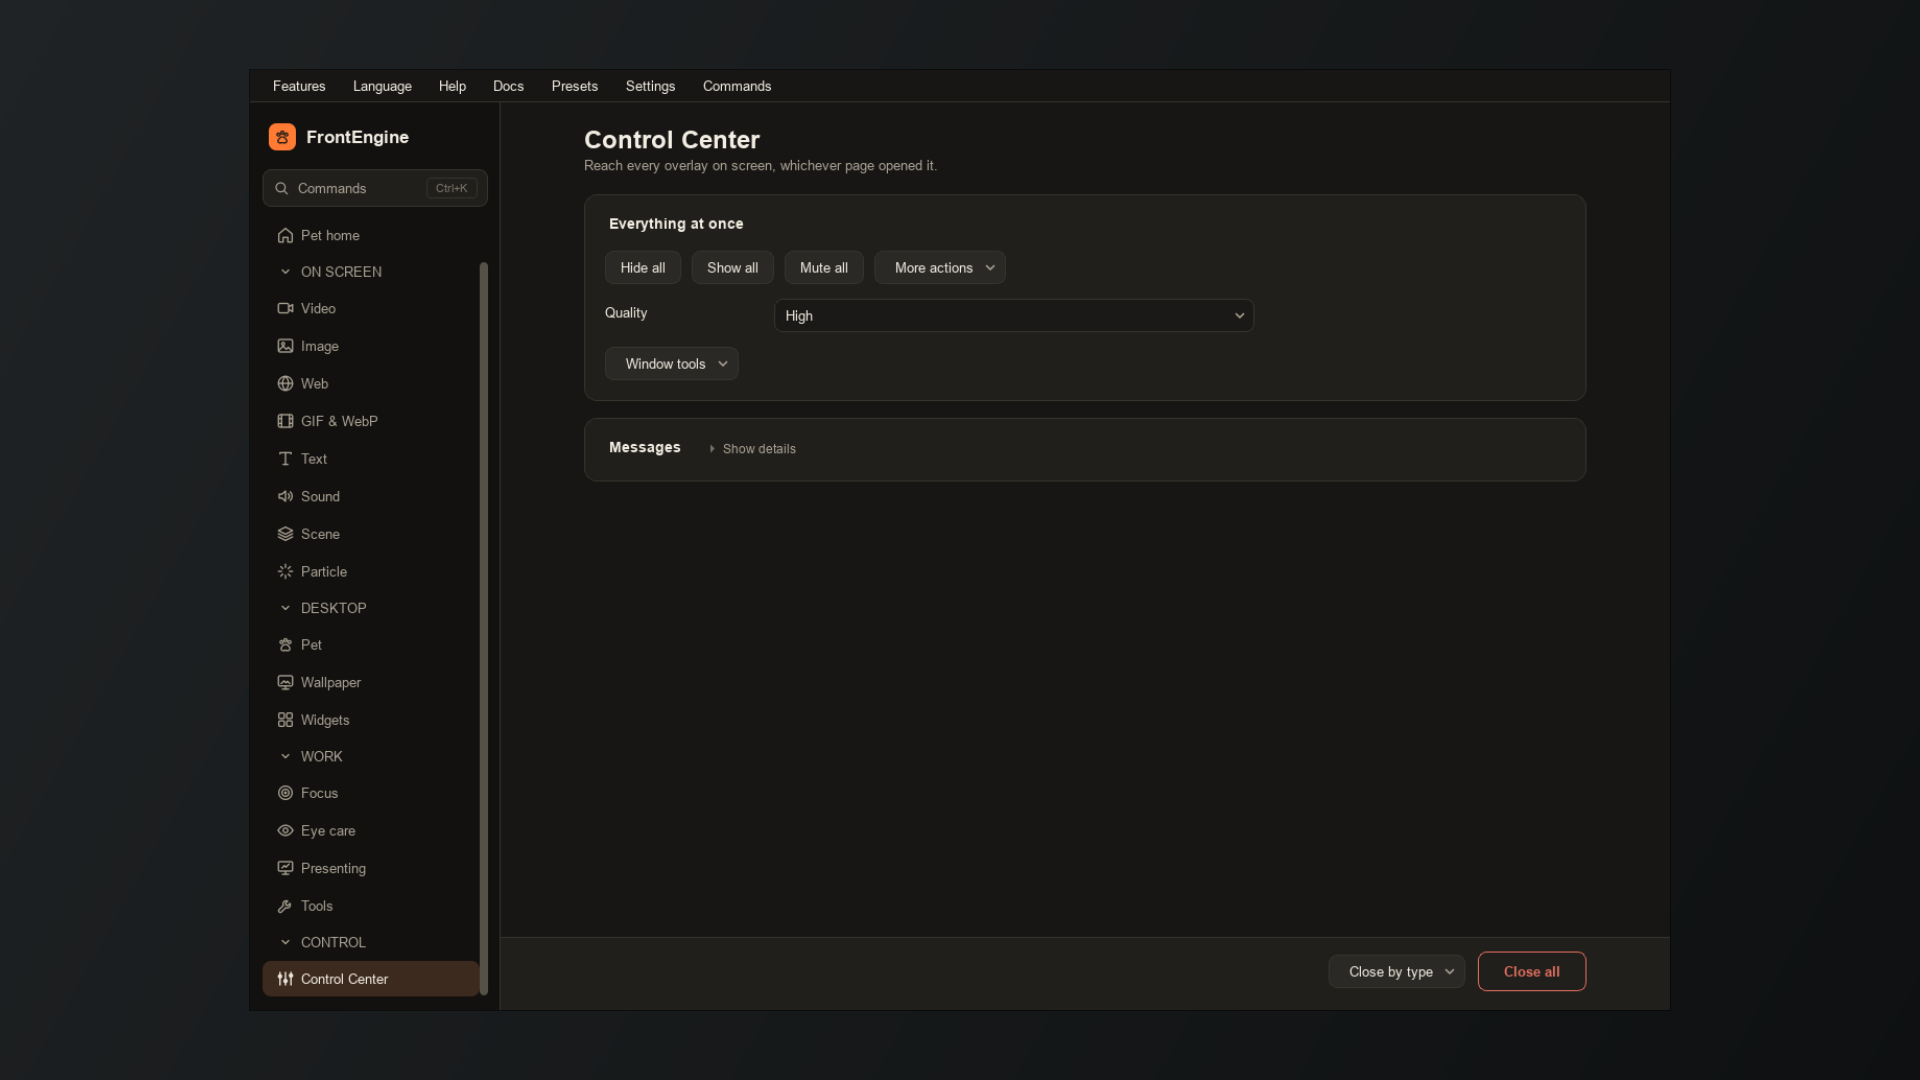 Features Language Help Docs Presets Settings Commands
FrontEngine
Commands Ctrl+K
Pet home
ON SCREEN
Video
Image
Web
GIF & WebP
Text
Sound
Scene
Particle
DESKTOP
Pet
Wallpaper
Widgets
WORK
Focus
Eye care
Presenting
Tools
CONTROL
Control Center
Control Center
Reach every overlay on screen, whichever page opened it.
Everything at once
Hide all Show all Mute all More actions
Quality High
Window tools
Messages Show details
Close by type Close all